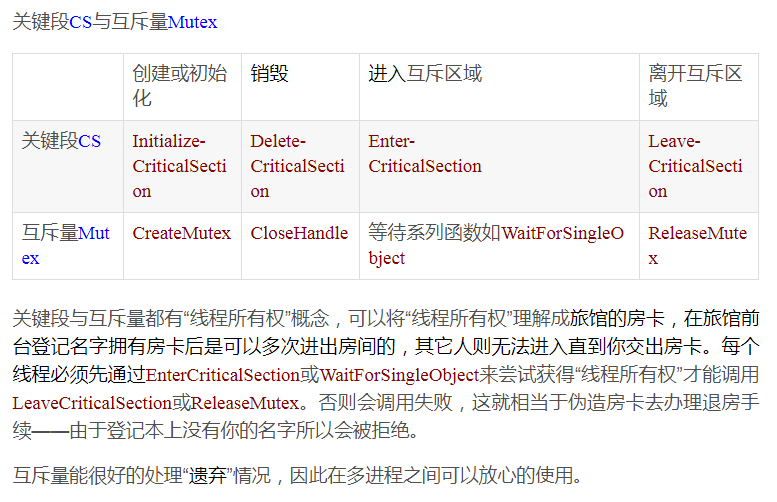 关键段CS与互斥量Mutex
创建或初始
化
销毁
进入互斥区域
离开互斥区
域
关键段CS
Initialize-
CriticalSecti
on
Delete-
CriticalSecti
on
Enter-
CriticalSection
Leave-
CriticalSecti
on
互斥量Mut
ex
CreateMutex
CloseHandle
等待系列函数如WaitForSingleO
bject
ReleaseMute
x
关键段与互斥量都有“线程所有权”概念，可以将“线程所有权”理解成旅馆的房卡，在旅馆前
台登记名字拥有房卡后是可以多次进出房间的，其它人则无法进入直到你交出房卡。每个
线程必须先通过EnterCriticalSection或WaitForSingleObject来尝试获得“线程所有权”才能调用
LeaveCriticalSection或ReleaseMutex。否则会调用失败，这就相当于伪造房卡去办理退房手
续——由于登记本上没有你的名字所以会被拒绝。
互斥量能很好的处理“遗弃”情况，因此在多进程之间可以放心的使用。